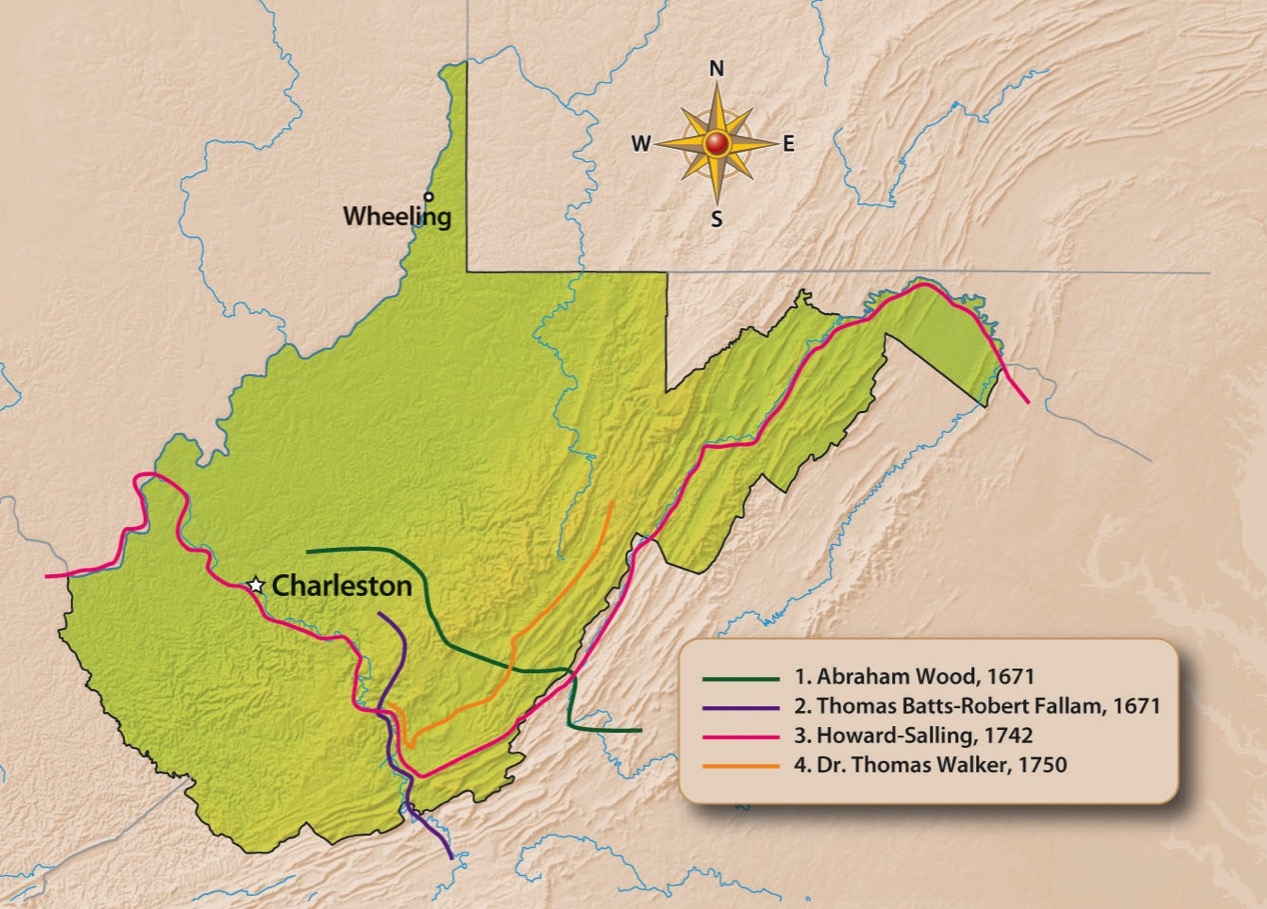 N
W E
S
Wheeling
Charleston
1. Abraham Wood, 1671
2. Thomas Batts-Robert Fallam, 1671
3. Howard-Salling, 1742
4. Dr. Thomas Walker, 1750